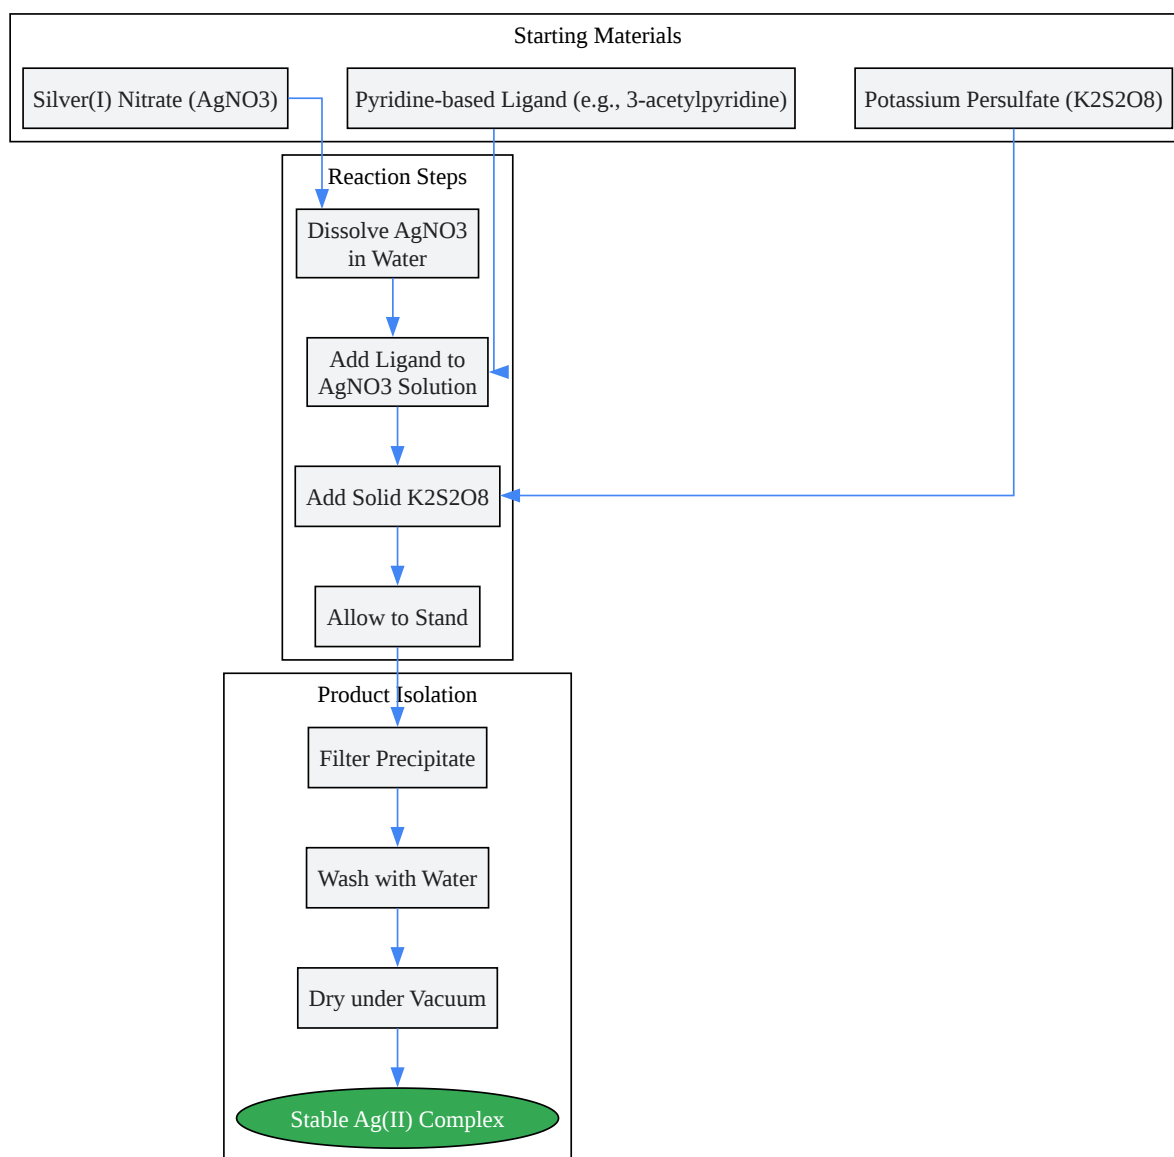 Starting Materials
Silver(I) Nitrate (AgNO3)
Pyridine-based Ligand (e.g., 3-acetylpyridine)
Potassium Persulfate (K2S2O8)
Reaction Steps
Dissolve AgNO3
in Water
Add Ligand to
AgNO3 Solution
Add Solid K2S2O8
Allow to Stand
Product Isolation
Filter Precipitate
Wash with Water
Dry under Vacuum
Stable Ag(II) Complex